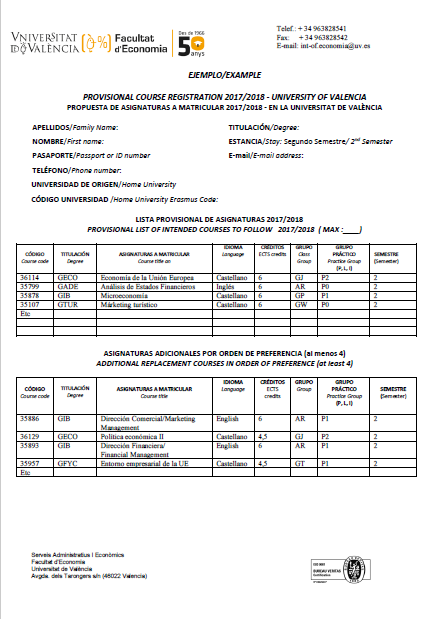 VNIVERSITAT Facultat Des de 1966
DE VALÈNCIA d'Economia 50 anys
Telef.: + 34 963828541
Fax: + 34 963828542
E-mail: int-of.economia@uv.es
EJEMPLO/EXAMPLE
PROVISIONAL COURSE REGISTRATION 2017/2018 - UNIVERSITY OF VALENCIA
PROPUESTA DE ASIGNATURAS A MATRICULAR 2017/2018 - EN LA UNIVERSITAT DE VALÈNCIA
APELLIDOS/Family Name: TITULACIÓN/Degree:
NOMBRE/First name: ESTANCIA/Stay: Segundo Semestre/ 2nd Semester
PASAPORTE/Passport or ID number E-mail/E-mail address:
TELÉFONO/Phone number:
UNIVERSIDAD DE ORIGEN/Home University
CÓDIGO UNIVERSIDAD /Home University Erasmus Code:
LISTA PROVISIONAL DE ASIGNATURAS 2017/2018
PROVISIONAL LIST OF INTENDED COURSES TO FOLLOW 2017/2018 ( MAX :____)
CÓDIGO Course code TITULACIÓN Degree ASIGNATURAS A MATRICULAR Course title on IDIOMA Language CRÉDITOS ECTS credits GRUPO Class Group GRUPO PRÁCTICO Practice Group (P, L, I) SEMESTRE (Semester)
36114 GECO Economía de la Unión Europea Castellano 6 GJ P2 2
35799 GADE Análisis de Estados Financieros Inglés 6 AR P0 2
35878 GIB Microeconomía Castellano 6 GP P1 2
35107 GTUR Márketing turístico Castellano 6 GW P0 2
Etc
ASIGNATURAS ADICIONALES POR ORDEN DE PREFERENCIA (al menos 4)
ADDITIONAL REPLACEMENT COURSES IN ORDER OF PREFERENCE (at least 4)
CÓDIGO Course code TITULACIÓN Degree ASIGNATURAS A MATRICULAR Course title IDIOMA Language CRÉDITOS ECTS credits GRUPO Class Group GRUPO PRÁCTICO Practice Group (P, L, I) SEMESTRE (Semester)
35886 GIB Dirección Comercial/Marketing Management English 6 AR P1 2
36129 GECO Política económica II Castellano 4,5 GJ P2 2
35893 GIB Dirección Financiera/ Financial Management English 6 AR P1 2
35957 GFYC Entorno empresarial de la UE Castellano 4,5 GT P1 2
Etc
Serveis Administratius i Econòmics
Facultat d'Economia
Universitat de València
Avgda. dels Tarongers s/n (46022 Valencia)
ISO 9001
BUREAU VERITAS
Certification